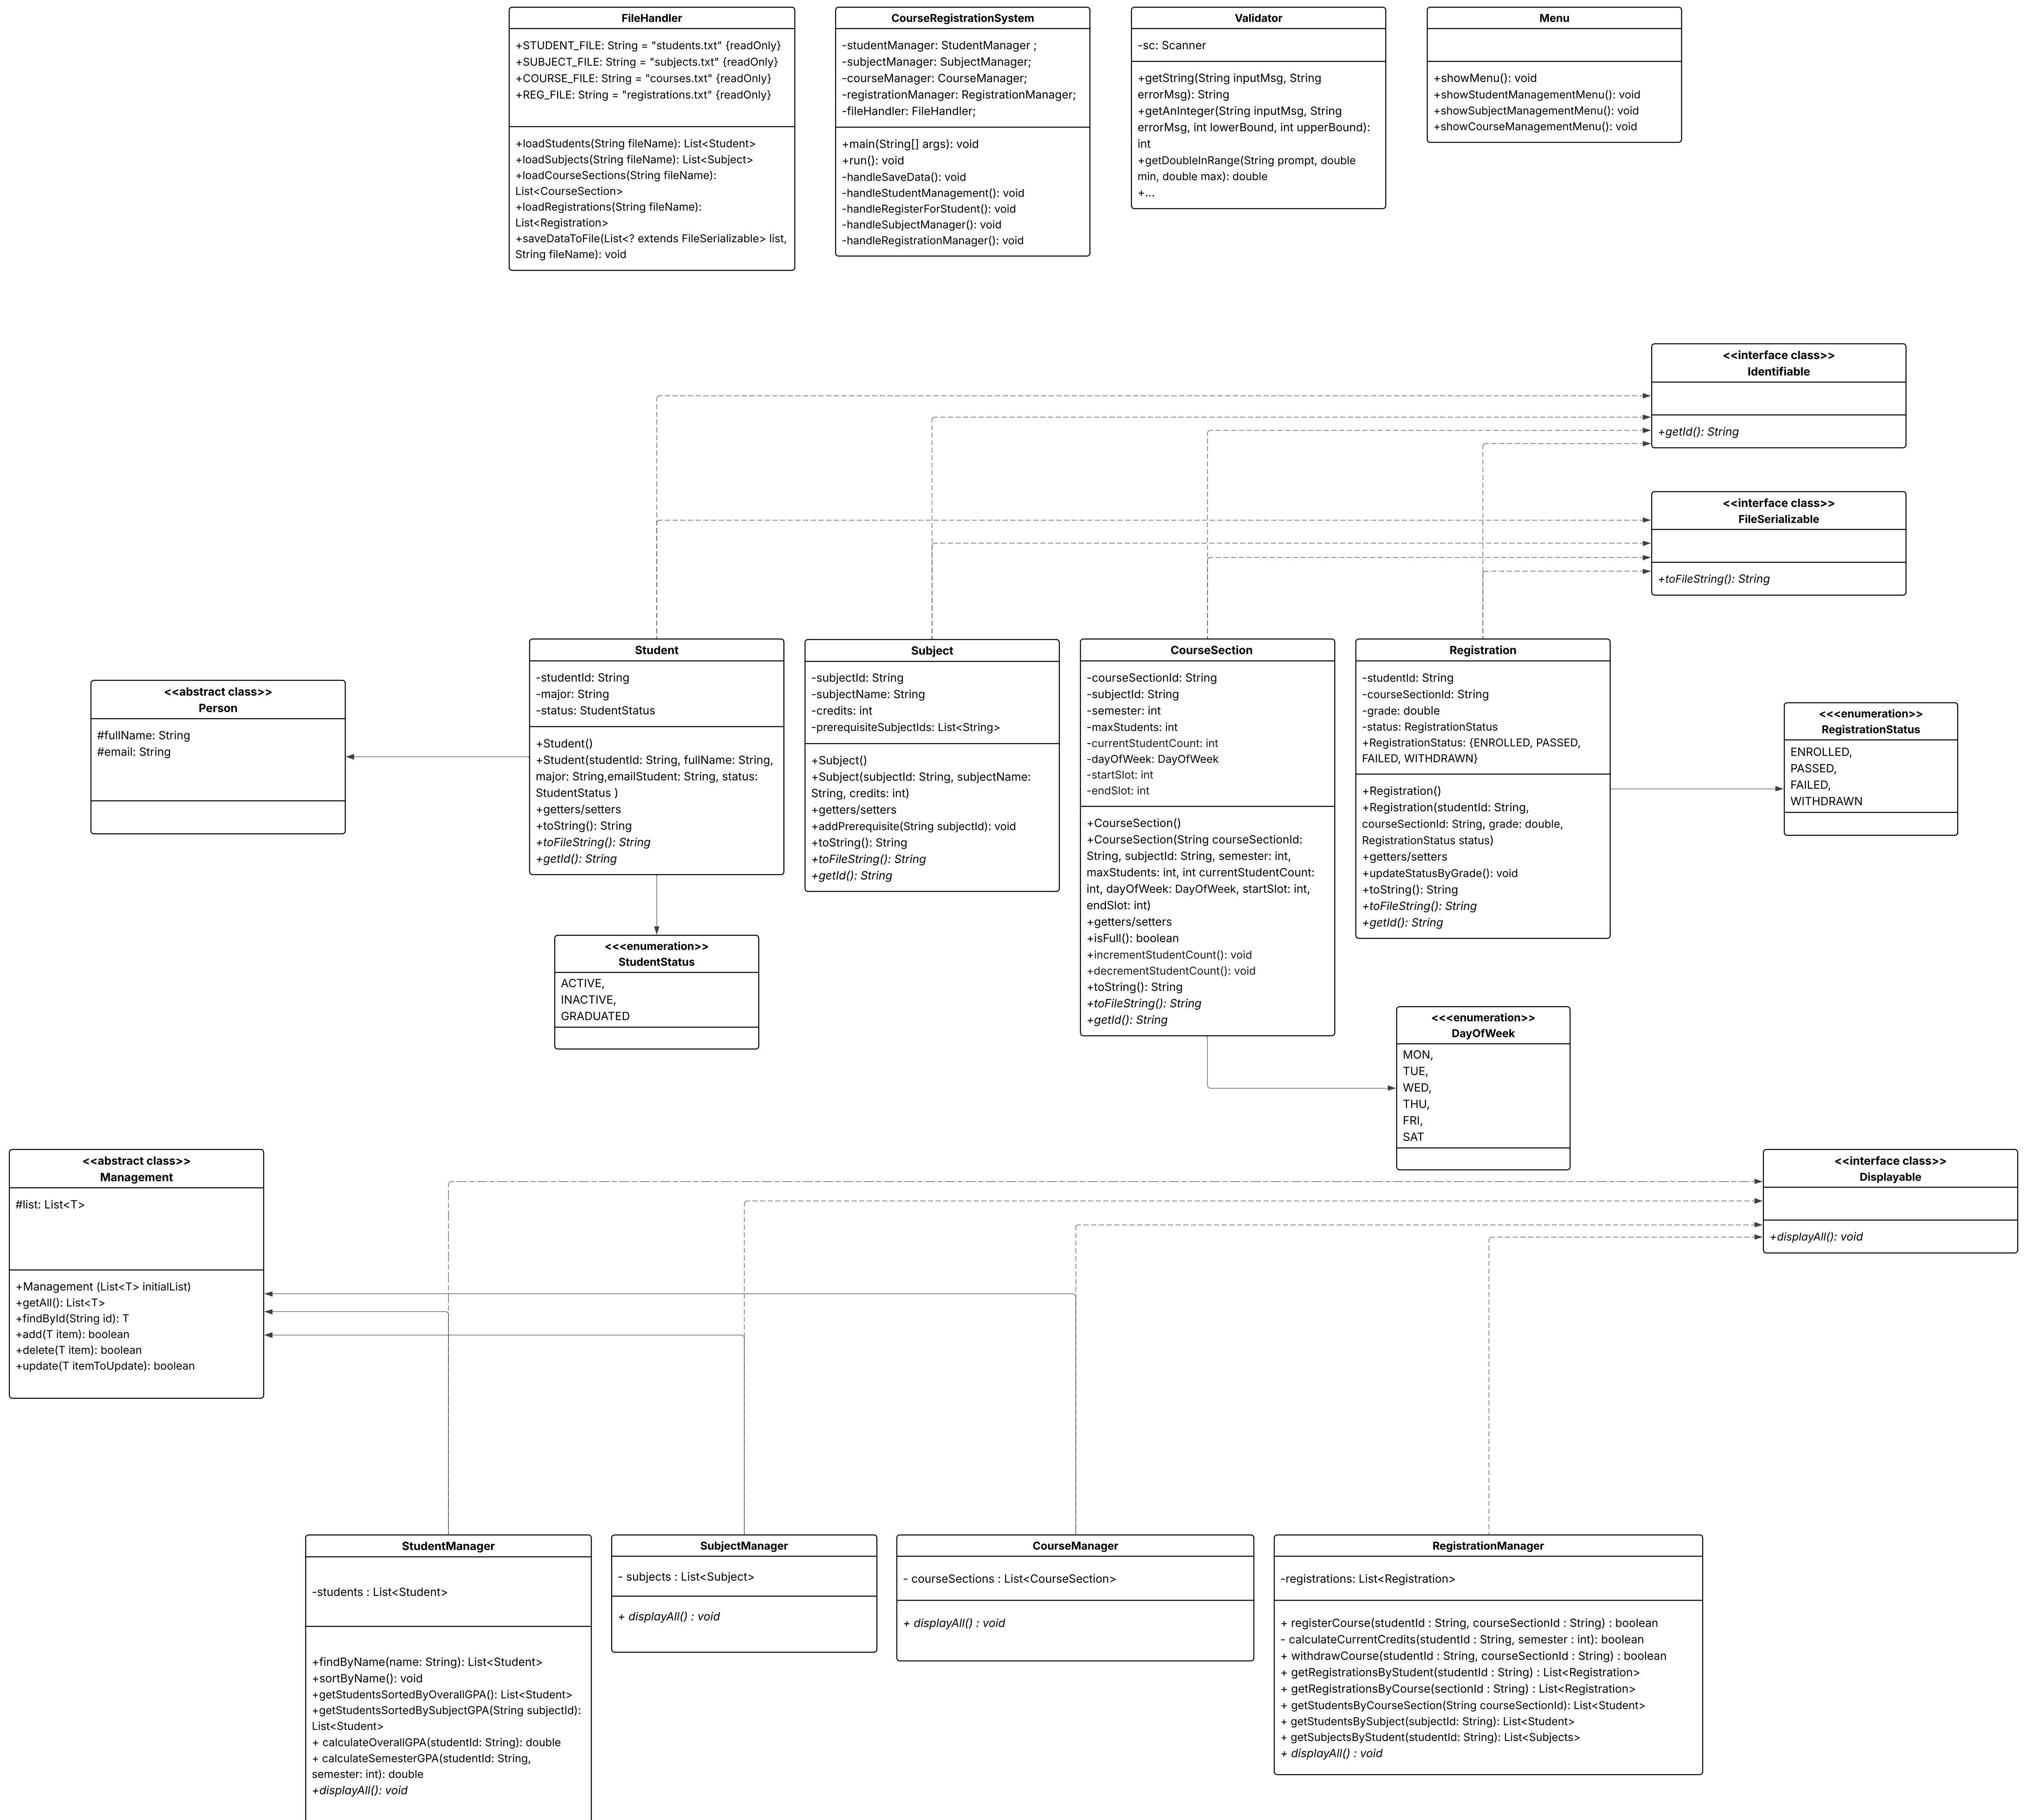 FileHandler
+STUDENT_FILE: String = "students.txt" {readOnly}
+SUBJECT_FILE: String = "subjects.txt" {readOnly}
+COURSE_FILE: String = "courses.txt" {readOnly}
+REG_FILE: String = "registrations.txt" {readOnly}
+loadStudents(String fileName): List<Student>
+loadSubjects(String fileName): List<Subject>
+loadCourseSections(String fileName):
List<CourseSection>
+loadRegistrations(String fileName):
List<Registration>
+saveDataToFile(List<? extends FileSerializable> list,
String fileName): void
CourseRegistrationSystem
-studentManager: StudentManager ;
-subjectManager: SubjectManager;
-courseManager: CourseManager;
-registrationManager: RegistrationManager;
-fileHandler: FileHandler;
+main(String[] args): void
+run(): void
-handleSaveData(): void
-handleStudentManagement(): void
-handleRegisterForStudent(): void
-handleSubjectManager(): void
-handleRegistrationManager(): void
Validator
-sc: Scanner
+getString(String inputMsg, String
errorMsg): String
+getAnInteger(String inputMsg, String
errorMsg, int lowerBound, int upperBound):
int
+getDoubleInRange(String prompt, double
min, double max): double
+...
Menu
+showMenu(): void
+showStudentManagementMenu(): void
+showSubjectManagementMenu(): void
+showCourseManagementMenu(): void
<<interface class>>
Identifiable
+getId(): String
<<interface class>>
FileSerializable
+toFileString(): String
<<abstract class>>
Person
#fullName: String
#email: String
Student
-studentId: String
-major: String
-status: StudentStatus
+Student()
+Student(studentId: String, fullName: String,
major: String,emailStudent: String, status:
StudentStatus )
+getters/setters
+toString(): String
+toFileString(): String
+getId(): String
Subject
-subjectId: String
-subjectName: String
-credits: int
-prerequisiteSubjectIds: List<String>
+Subject()
+Subject(subjectId: String, subjectName:
String, credits: int)
+getters/setters
+addPrerequisite(String subjectId): void
+toString(): String
+toFileString(): String
+getId(): String
CourseSection
-courseSectionId: String
-subjectId: String
-semester: int
-maxStudents: int
-currentStudentCount: int
-dayOfWeek: DayOfWeek
-startSlot: int
-endSlot: int
+CourseSection()
+CourseSection(String courseSectionId:
String, subjectId: String, semester: int,
maxStudents: int, int currentStudentCount:
int, dayOfWeek: DayOfWeek, startSlot: int,
endSlot: int)
+getters/setters
+isFull(): boolean
+incrementStudentCount(): void
+decrementStudentCount(): void
+toString(): String
+toFileString(): String
+getId(): String
Registration
-studentId: String
-courseSectionId: String
-grade: double
-status: RegistrationStatus
+RegistrationStatus: {ENROLLED, PASSED,
FAILED, WITHDRAWN}
+Registration()
+Registration(studentId: String,
courseSectionId: String, grade: double,
RegistrationStatus status)
+getters/setters
+updateStatusByGrade(): void
+toString(): String
+toFileString(): String
+getId(): String
<<<enumeration>>
RegistrationStatus
ENROLLED,
PASSED,
FAILED,
WITHDRAWN
<<<enumeration>>
StudentStatus
ACTIVE,
INACTIVE,
GRADUATED
<<<enumeration>>
DayOfWeek
MON,
TUE,
WED,
THU,
FRI,
SAT
<<abstract class>>
Management
#list: List<T>
+Management (List<T> initialList)
+getAll(): List<T>
+findById(String id): T
+add(T item): boolean
+delete(T item): boolean
+update(T itemToUpdate): boolean
<<interface class>>
Displayable
+displayAll(): void
StudentManager
-students : List<Student>
+findByName(name: String): List<Student>
+sortByName(): void
+getStudentsSortedByOverallGPA(): List<Student>
+getStudentsSortedBySubjectGPA(String subjectId):
List<Student>
+ calculateOverallGPA(studentId: String): double
+ calculateSemesterGPA(studentId: String,
semester: int): double
+displayAll(): void
SubjectManager
- subjects : List<Subject>
+ displayAll() : void
CourseManager
- courseSections : List<CourseSection>
+ displayAll() : void
RegistrationManager
-registrations: List<Registration>
+ registerCourse(studentId : String, courseSectionId : String) : boolean
- calculateCurrentCredits(studentId : String, semester : int): boolean
+ withdrawCourse(studentId : String, courseSectionId : String) : boolean
+ getRegistrationsByStudent(studentId : String) : List<Registration>
+ getRegistrationsByCourse(sectionId : String) : List<Registration>
+ getStudentsByCourseSection(String courseSectionId): List<Student>
+ getStudentsBySubject(subjectId: String): List<Student>
+ getSubjectsByStudent(studentId: String): List<Subjects>
+ displayAll() : void